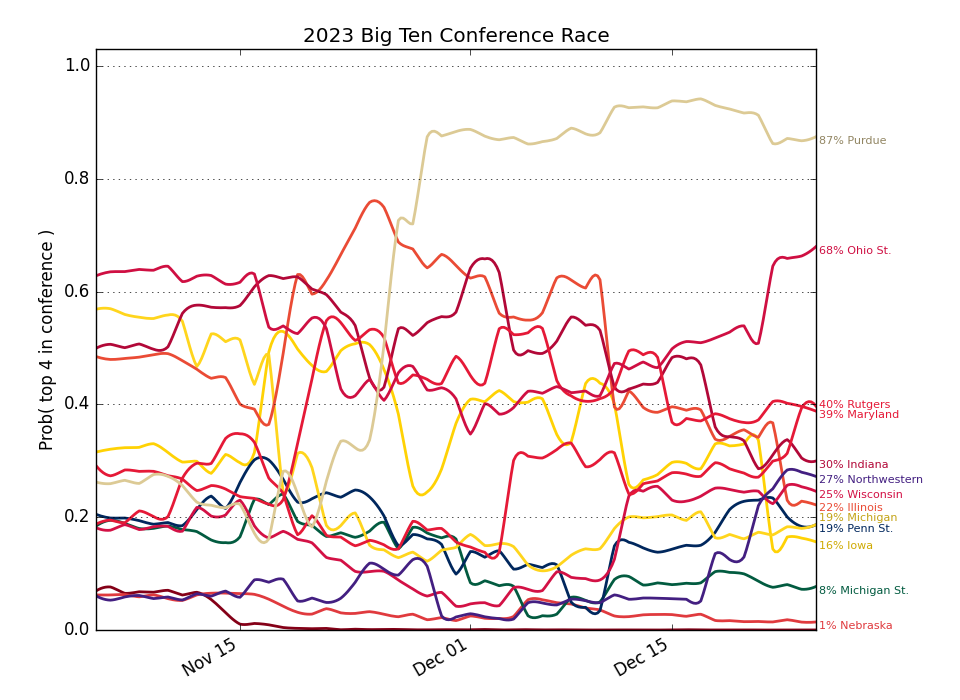 2023 Big Ten Conference Race
1.0
0.8
0.6
0.4
0.2
0.0
Prob( top 4 in conference )
Nov 15
Dec 01
Dec 15
87% Purdue
68% Ohio St.
40% Rutgers
39% Maryland
30% Indiana
27% Northwestern
25% Wisconsin
22% Illinois
19% Michigan
19% Penn St.
16% Iowa
8% Michigan St.
1% Nebraska